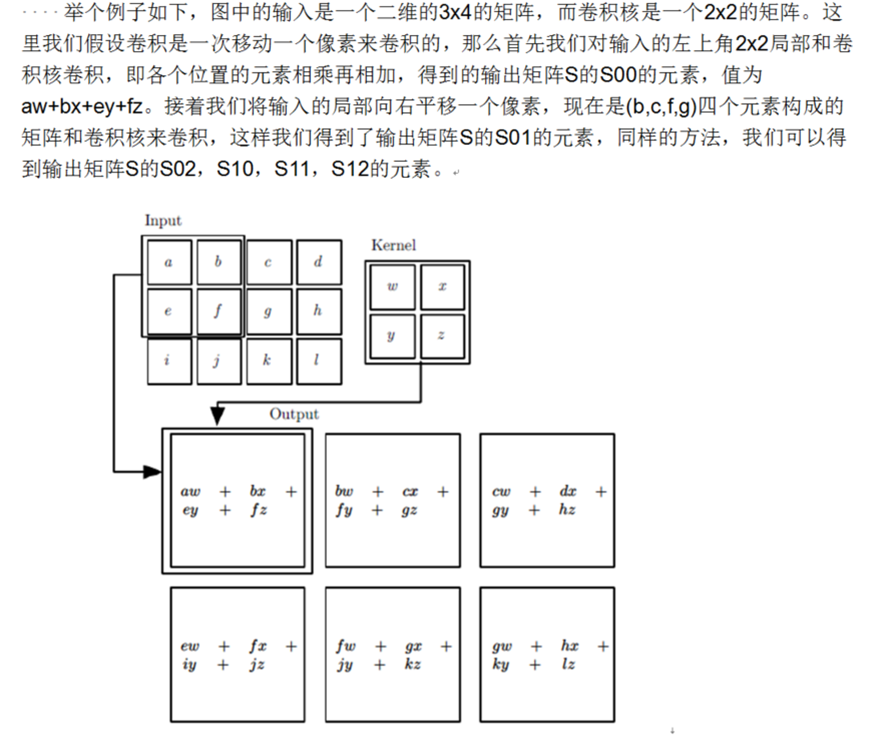 举个例子如下，图中的输入是一个二维的3x4的矩阵，而卷积核是一个2x2的矩阵。这
里我们假设卷积是一次移动一个像素来卷积的，那么首先我们对输入的左上角2x2局部和卷
积核卷积，即各个位置的元素相乘再相加，得到的输出矩阵S的S00的元素，值为
aw+bx+ey+fz。接着我们将输入的局部向右平移一个像素，现在是(b,c,f,g)四个元素构成的
矩阵和卷积核来卷积，这样我们得到了输出矩阵S的S01的元素，同样的方法，我们可以得
到输出矩阵S的S02，S10，S11，S12的元素。
Input
a b c d
e f g h
i j k l
Kernel
w x
y z
Output
aw + bx +
ey + fz
bw + cx +
fy + gz
cw + dx +
gy + hz
ew + fx +
iy + jz
fw + gx +
jy + kz
gw + hx +
ky + lz